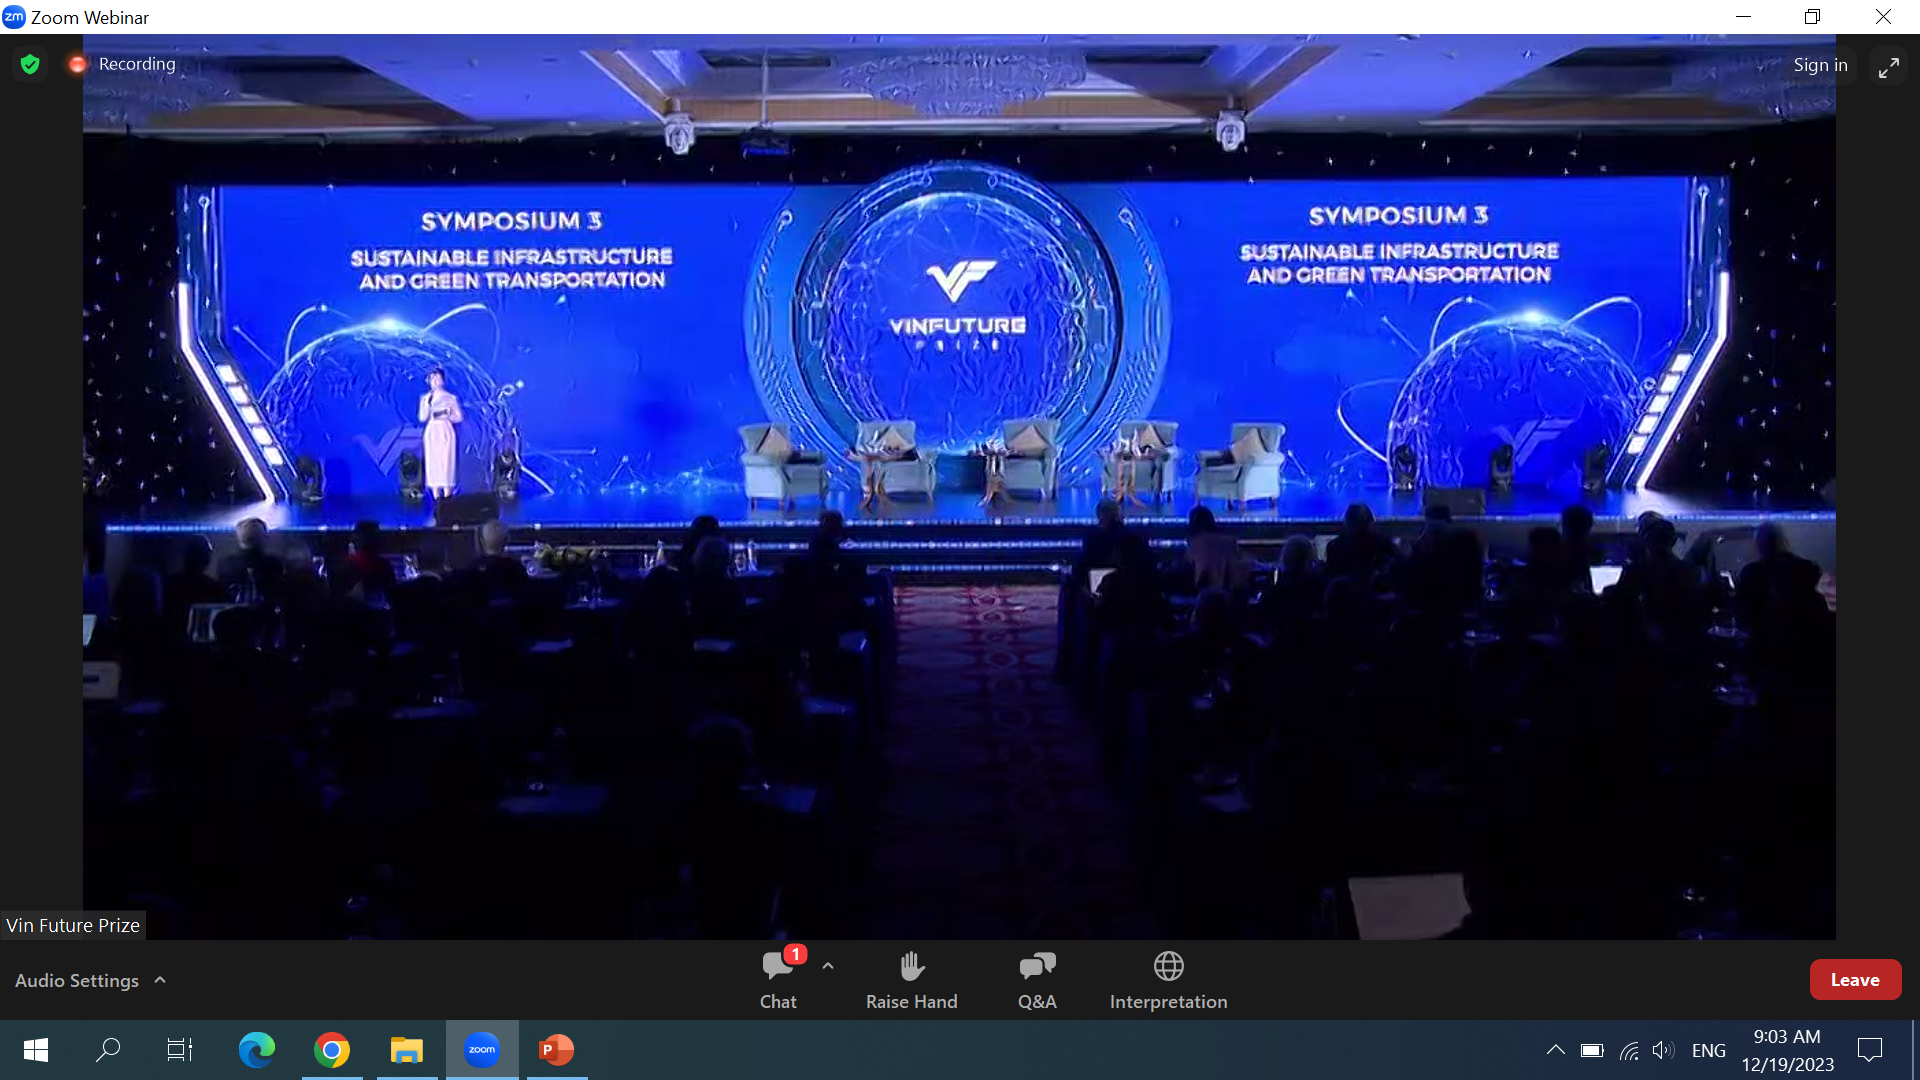 Zoom Webinar
Recording
Sign in
SYMPOSIUM 3
SUSTAINABLE INFRASTRUCTURE
AND GREEN TRANSPORTATION
VINFUTURE
PRIZE
SYMPOSIUM 3
SUSTAINABLE INFRASTRUCTURE
AND GREEN TRANSPORTATION
Vin Future Prize
Audio Settings
1
Chat
Raise Hand
Q&A
Interpretation
Leave
zoom
ENG
9:03 AM
12/19/2023